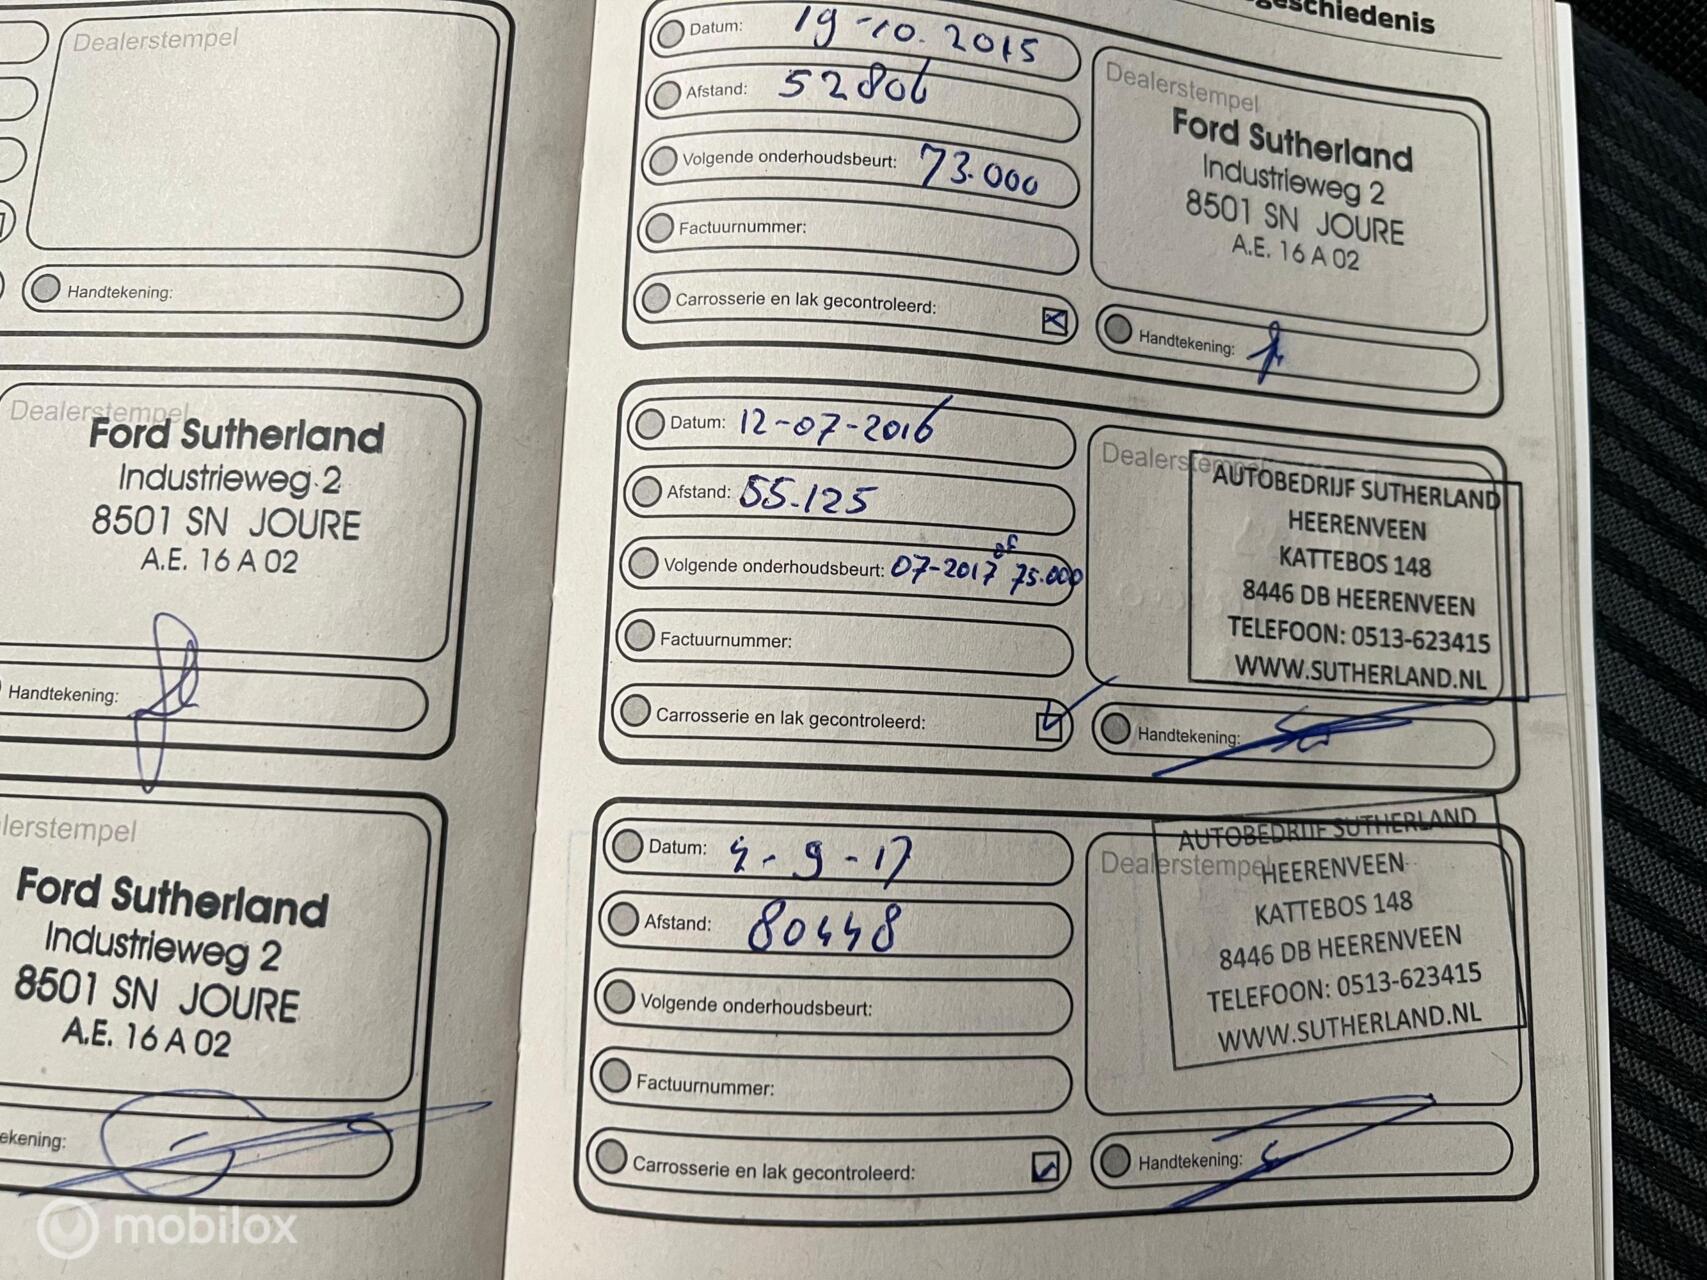 Dealerstempel
Handtekening:
Dealerstempel
Ford Sutherland
Industrieweg 2
8501 SN JOURE
A.E. 16 A 02
Handtekening:
lerstempel
Ford Sutherland
Industrieweg 2
8501 SN JOURE
A.E. 16 A 02
ekening:
geschiedenis
Datum: 19-10.2015
Afstand: 52806
Volgende onderhoudsbeurt: 73.000
Factuurnummer:
Carrosserie en lak gecontroleerd:
Dealerstempel
Ford Sutherland
Industrieweg 2
8501 SN JOURE
A.E. 16 A 02
Handtekening:
Datum: 12-07-2016
Afstand: 55.125
Volgende onderhoudsbeurt: 07-2017 of 75.000
Factuurnummer:
Carrosserie en lak gecontroleerd:
Dealerstempel
AUTOBEDRIJF SUTHERLAND
HEERENVEEN
KATTEBOS 148
8446 DB HEERENVEEN
TELEFOON: 0513-623415
WWW.SUTHERLAND.NL
Handtekening:
Datum: 4-9-17
Afstand: 80448
Volgende onderhoudsbeurt:
Factuurnummer:
Carrosserie en lak gecontroleerd:
Dealerstempel
AUTOBEDRIJF SUTHERLAND
HEERENVEEN
KATTEBOS 148
8446 DB HEERENVEEN
TELEFOON: 0513-623415
WWW.SUTHERLAND.NL
Handtekening:
mobilox